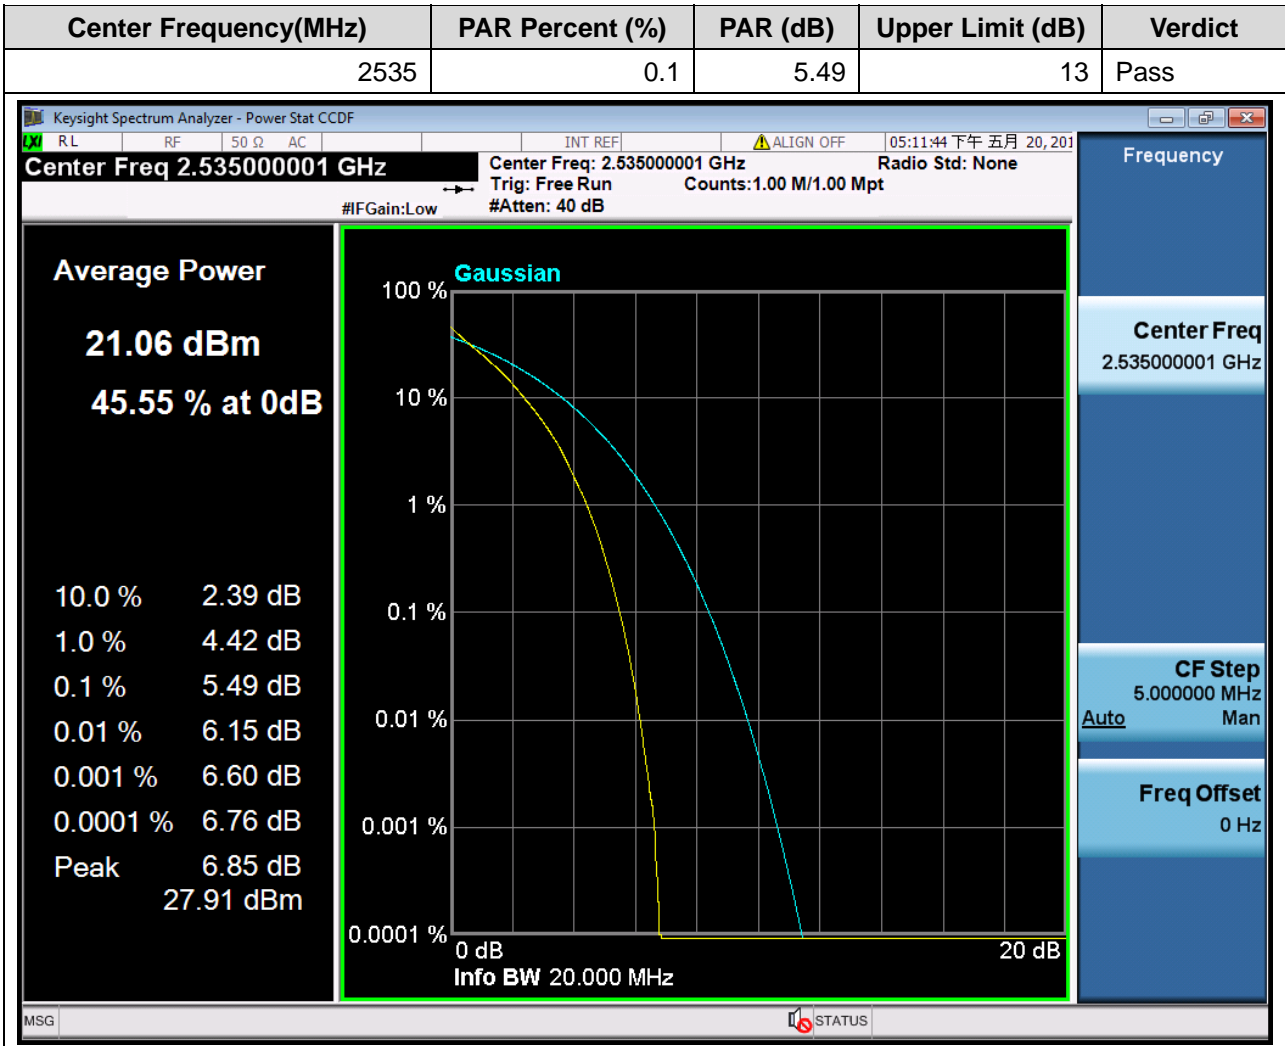 Center Frequency(MHz) PAR Percent (%) PAR (dB) Upper Limit (dB) Verdict
2535 0.1 5.49 13 Pass
Keysight Spectrum Analyzer - Power Stat CCDF
LXI RL RF 50 Ω AC INT REF ALIGN OFF 05:11:44 下午 五月 20, 201
Center Freq 2.535000001 GHz
Center Freq: 2.535000001 GHz Radio Std: None
Trig: Free Run Counts:1.00 M/1.00 Mpt
#IFGain:Low #Atten: 40 dB
Average Power
21.06 dBm
45.55 % at 0dB
10.0 % 2.39 dB
1.0 % 4.42 dB
0.1 % 5.49 dB
0.01 % 6.15 dB
0.001 % 6.60 dB
0.0001 % 6.76 dB
Peak 6.85 dB
27.91 dBm
Gaussian
100 %
10 %
1 %
0.1 %
0.01 %
0.001 %
0.0001 %
0 dB 20 dB
Info BW 20.000 MHz
Frequency
Center Freq
2.535000001 GHz
CF Step
5.000000 MHz
Auto Man
Freq Offset
0 Hz
MSG STATUS